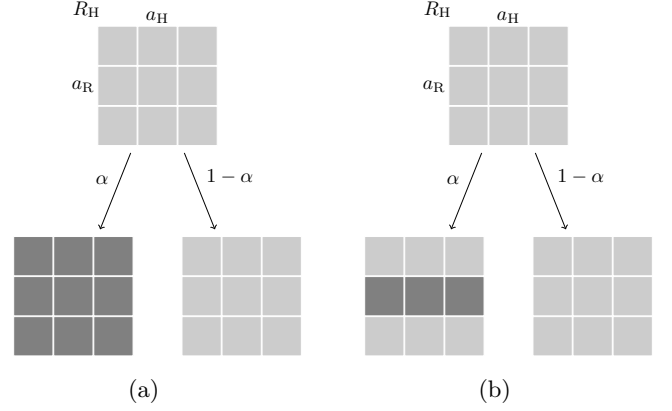 R_H a_H R_H a_H
a_R a_R
α 1 − α α 1 − α
(a) (b)